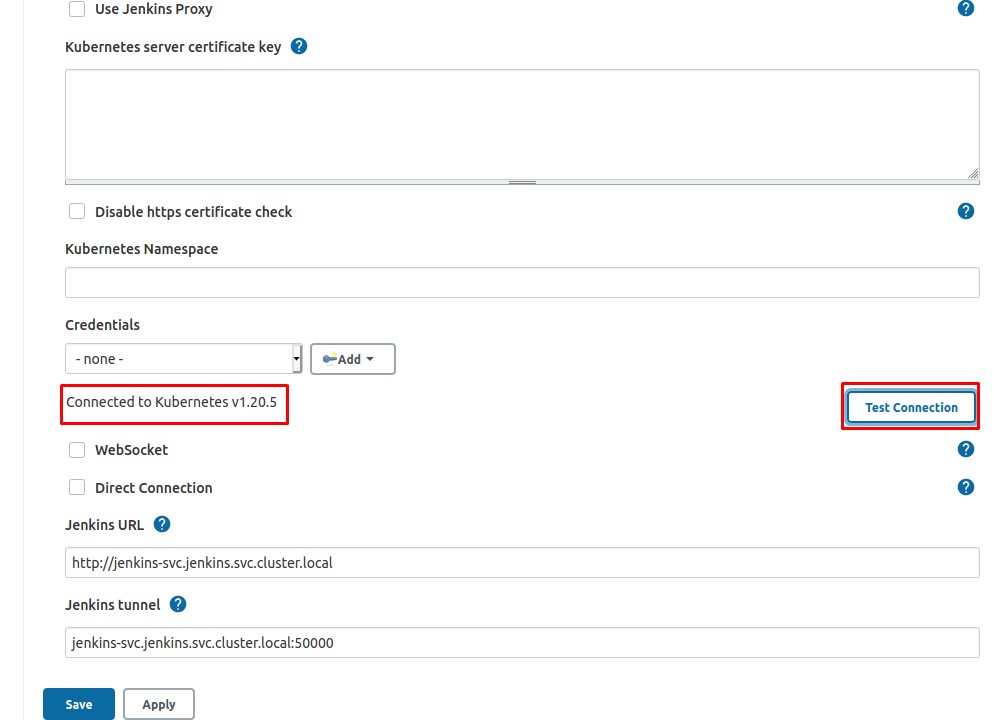 Use Jenkins Proxy ?
Kubernetes server certificate key ?
Disable https certificate check ?
Kubernetes Namespace
Credentials
- none - Add
Connected to Kubernetes v1.20.5 Test Connection
WebSocket ?
Direct Connection ?
Jenkins URL ?
http://jenkins-svc.jenkins.svc.cluster.local
Jenkins tunnel ?
jenkins-svc.jenkins.svc.cluster.local:50000
Save Apply